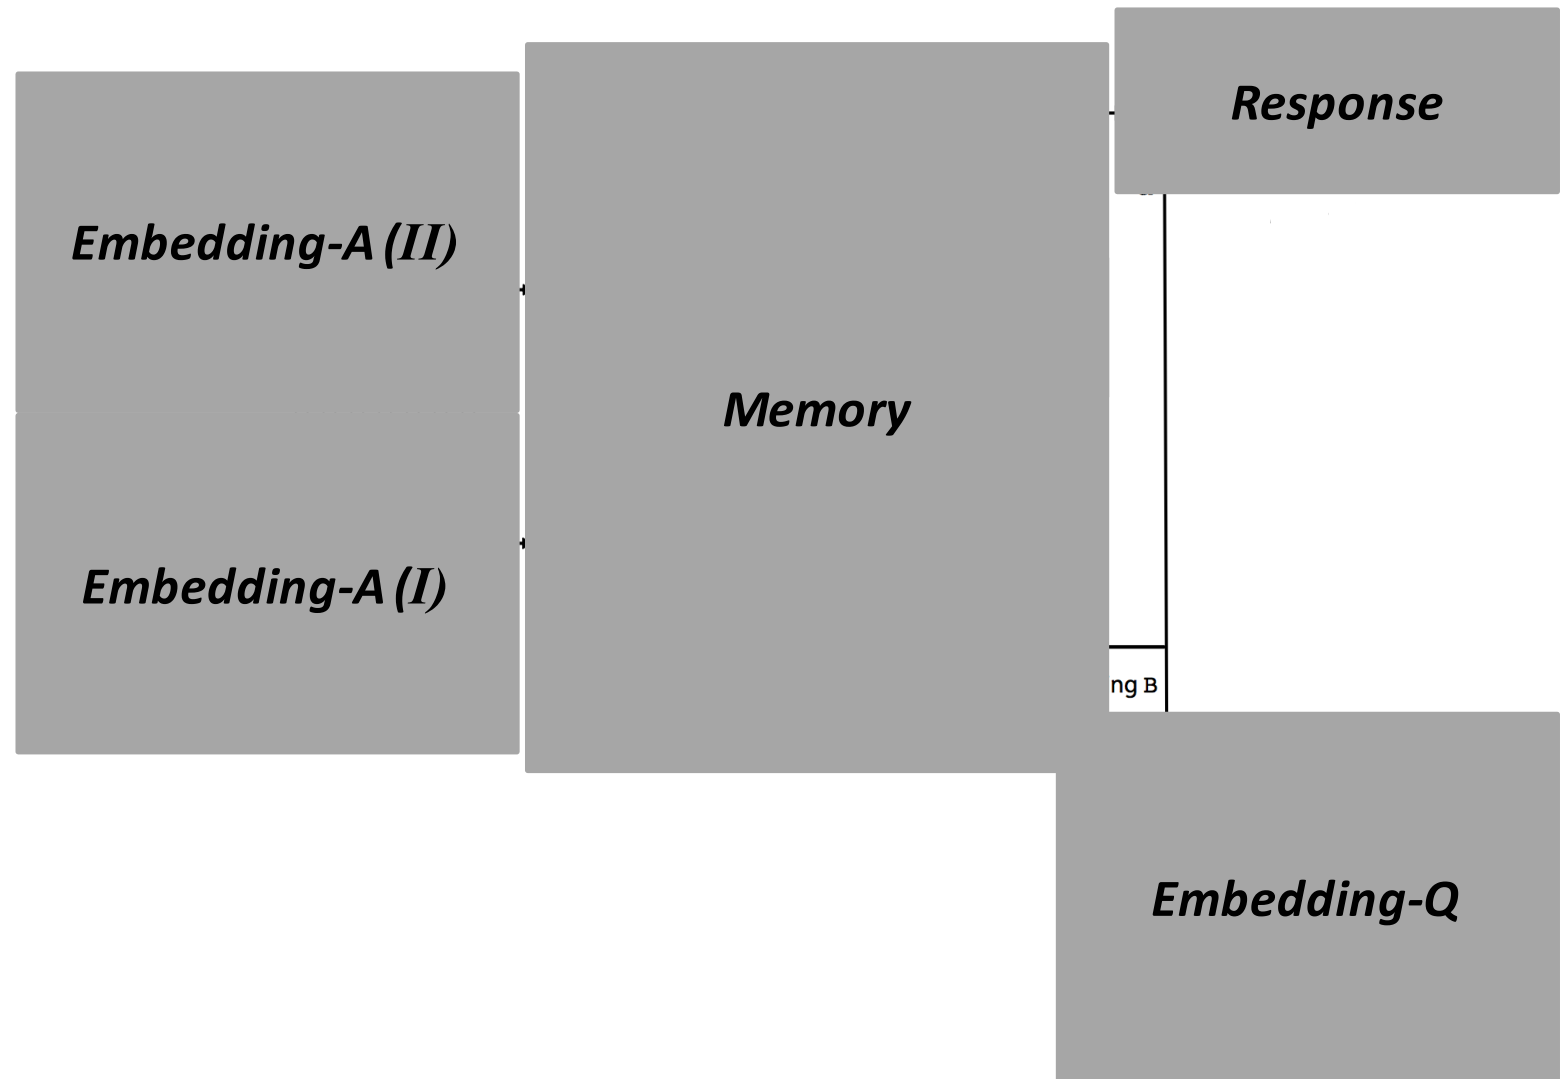 Response
Embedding-A (II)
Memory
Embedding-A (I)
ng B
Embedding-Q